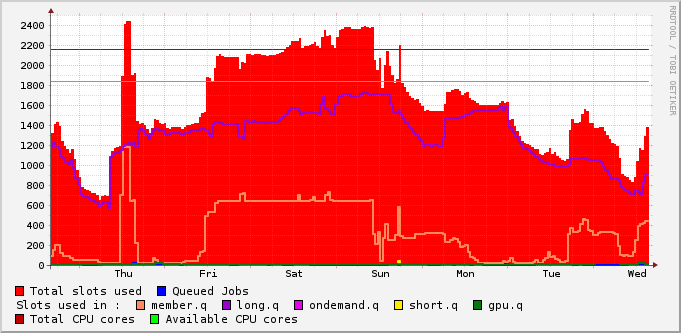 RRDTOOL / TOBI OETIKER
2400
2200
2000
1800
1600
1400
1200
1000
800
600
400
200
0
Thu Fri Sat Sun Mon Tue Wed
Total slots used Queued Jobs
Slots used in : member.q long.q ondemand.q short.q gpu.q
Total CPU cores Available CPU cores